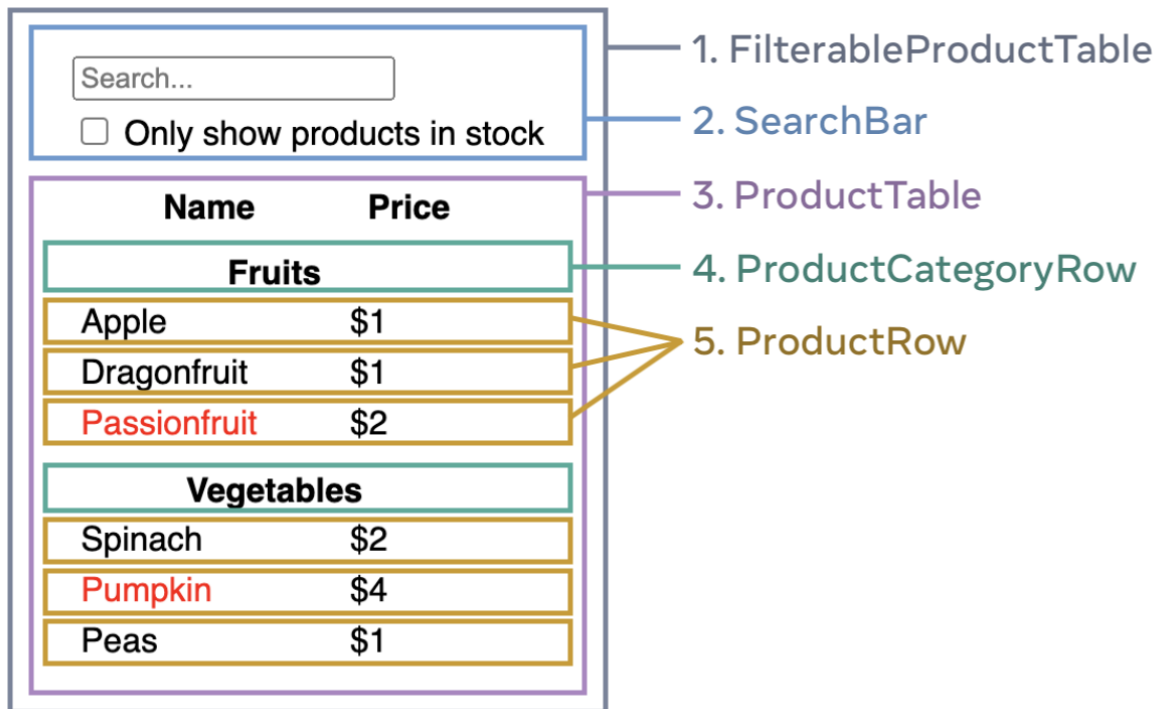 Search...
Only show products in stock
Name Price
Fruits
Apple $1
Dragonfruit $1
Passionfruit $2
Vegetables
Spinach $2
Pumpkin $4
Peas $1
1. FilterableProductTable
2. SearchBar
3. ProductTable
4. ProductCategoryRow
5. ProductRow